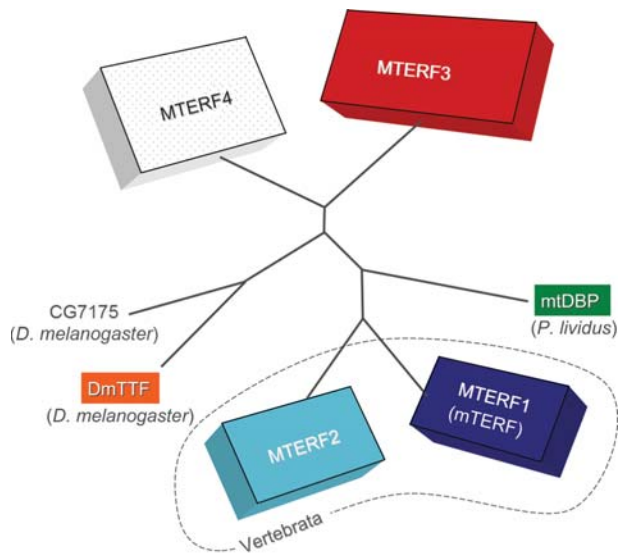 MTERF4
MTERF3
CG7175
(D. melanogaster)
DmTTF
(D. melanogaster)
mtDBP
(P. lividus)
MTERF2
MTERF1
(mTERF)
Vertebrata